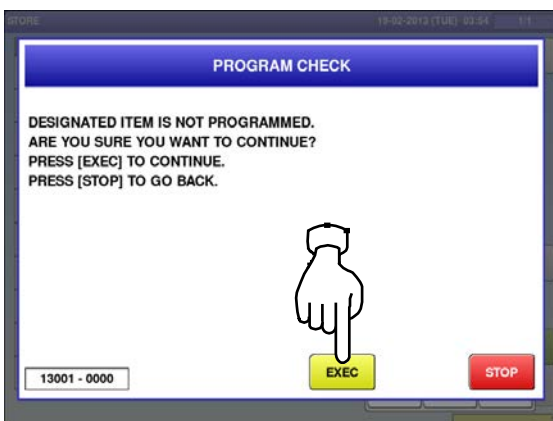 STORE 19-02-2013 (TUE) 03:54 1/1
PROGRAM CHECK
DESIGNATED ITEM IS NOT PROGRAMMED.
ARE YOU SURE YOU WANT TO CONTINUE?
PRESS [EXEC] TO CONTINUE.
PRESS [STOP] TO GO BACK.
13001 - 0000 EXEC STOP